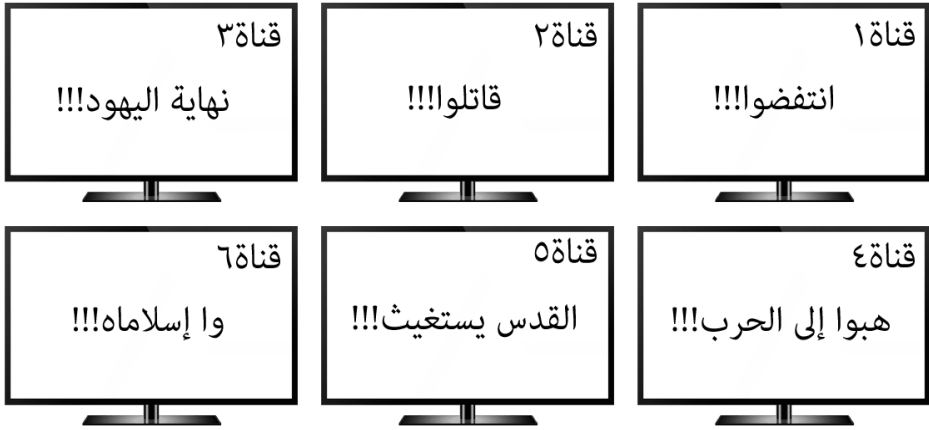 قناة١
انتفضوا!!!
قناة٢
قاتلوا!!!
قناة٣
نهاية اليهود!!!
قناة٤
هبوا إلى الحرب!!!
قناة٥
القدس يستغيث!!!
قناة٦
وا إسلاماه!!!